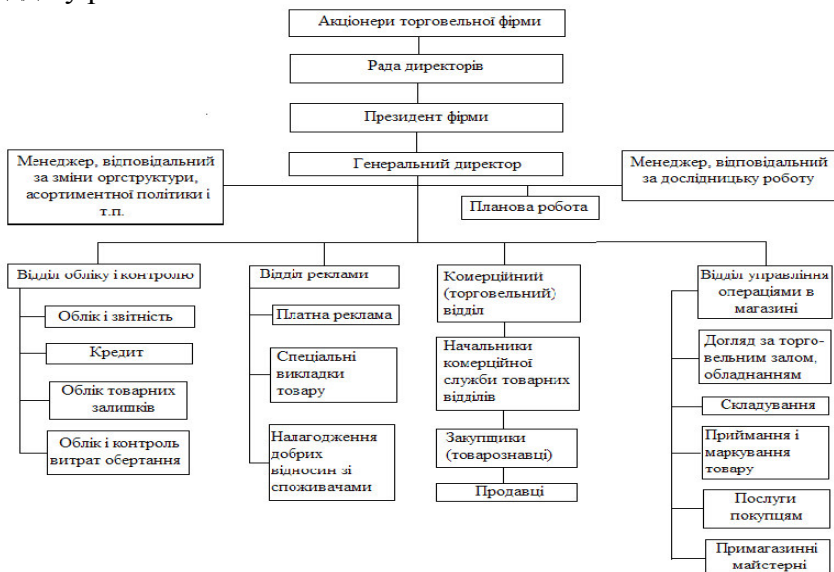 Акціонери торговельної фірми
Рада директорів
Президент фірми
Генеральний директор
Менеджер, відповідальний
за зміни оргструктури,
асортиментної політики і
т.п.
Менеджер, відповідальний
за дослідницьку роботу
Планова робота
Відділ обліку і контролю
Облік і звітність
Кредит
Облік товарних
залишків
Облік і контроль
витрат обертання
Відділ реклами
Платна реклама
Спеціальні
викладки
товару
Налагодження
добрих
відносин зі
споживачами
Комерційний
(торговельний)
відділ
Начальники
комерційної
служби товарних
відділів
Закупщики
(товарознавці)
Продавці
Відділ управління
операціями в
магазині
Догляд за торго-
вельним залом,
обладнанням
Складування
Приймання і
маркування
товару
Послуги
покупцям
Примагазинні
майстерні